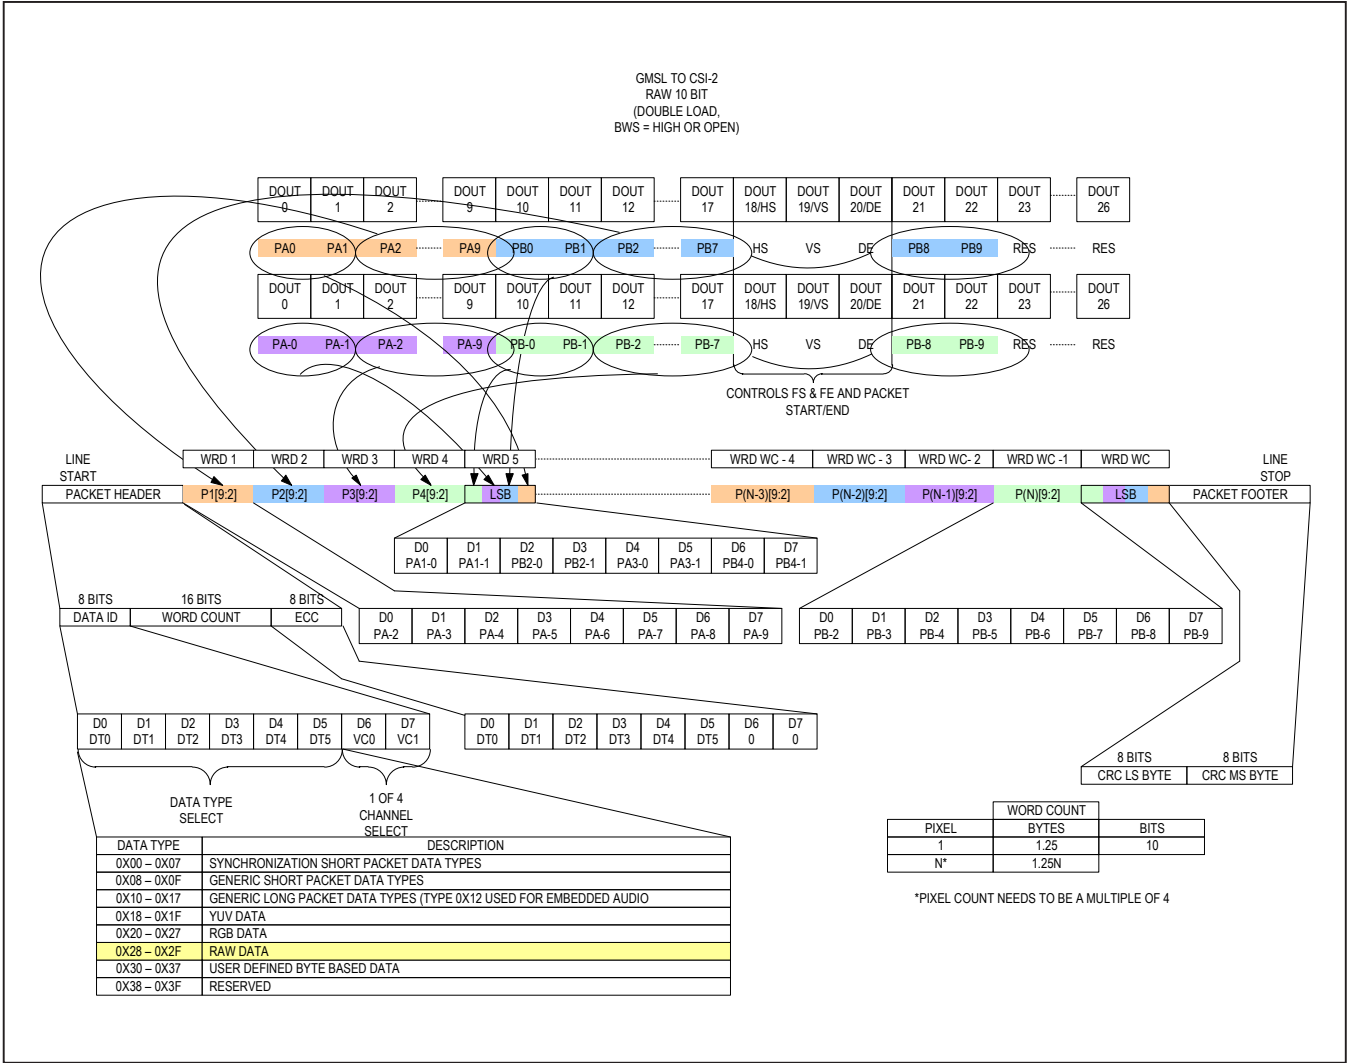 GMSL TO CSI-2
RAW 10 BIT
(DOUBLE LOAD,
BWS = HIGH OR OPEN)
DOUT 0 DOUT 1 DOUT 2 DOUT 9 DOUT 10 DOUT 11 DOUT 12 DOUT 17 DOUT 18/HS DOUT 19/VS DOUT 20/DE DOUT 21 DOUT 22 DOUT 23 DOUT 26
PA0 PA1 PA2 PA9 PB0 PB1 PB2 PB7 HS VS DE PB8 PB9 RES RES
DOUT 0 DOUT 1 DOUT 2 DOUT 9 DOUT 10 DOUT 11 DOUT 12 DOUT 17 DOUT 18/HS DOUT 19/VS DOUT 20/DE DOUT 21 DOUT 22 DOUT 23 DOUT 26
PA-0 PA-1 PA-2 PA-9 PB-0 PB-1 PB-2 PB-7 HS VS DE PB-8 PB-9 RES RES
CONTROLS FS & FE AND PACKET
START/END
LINE
START
WRD 1 WRD 2 WRD 3 WRD 4 WRD 5 WRD WC - 4 WRD WC - 3 WRD WC- 2 WRD WC -1 WRD WC
LINE
STOP
PACKET HEADER P1[9:2] P2[9:2] P3[9:2] P4[9:2] LSB P(N-3)[9:2] P(N-2)[9:2] P(N-1)[9:2] P(N)[9:2] LSB PACKET FOOTER
D0 D1 D2 D3 D4 D5 D6 D7
PA1-0 PA1-1 PB2-0 PB2-1 PA3-0 PA3-1 PB4-0 PB4-1
8 BITS 16 BITS 8 BITS
DATA ID WORD COUNT ECC
D0 D1 D2 D3 D4 D5 D6 D7
PA-2 PA-3 PA-4 PA-5 PA-6 PA-7 PA-8 PA-9
D0 D1 D2 D3 D4 D5 D6 D7
PB-2 PB-3 PB-4 PB-5 PB-6 PB-7 PB-8 PB-9
D0 D1 D2 D3 D4 D5 D6 D7
DT0 DT1 DT2 DT3 DT4 DT5 VC0 VC1
D0 D1 D2 D3 D4 D5 D6 D7
DT0 DT1 DT2 DT3 DT4 DT5 0 0
8 BITS 8 BITS
CRC LS BYTE CRC MS BYTE
DATA TYPE
SELECT
1 OF 4
CHANNEL
SELECT
DATA TYPE DESCRIPTION
0X00 – 0X07 SYNCHRONIZATION SHORT PACKET DATA TYPES
0X08 – 0X0F GENERIC SHORT PACKET DATA TYPES
0X10 – 0X17 GENERIC LONG PACKET DATA TYPES (TYPE 0X12 USED FOR EMBEDDED AUDIO
0X18 – 0X1F YUV DATA
0X20 – 0X27 RGB DATA
0X28 – 0X2F RAW DATA
0X30 – 0X37 USER DEFINED BYTE BASED DATA
0X38 – 0X3F RESERVED
WORD COUNT
PIXEL BYTES BITS
1 1.25 10
N* 1.25N
*PIXEL COUNT NEEDS TO BE A MULTIPLE OF 4